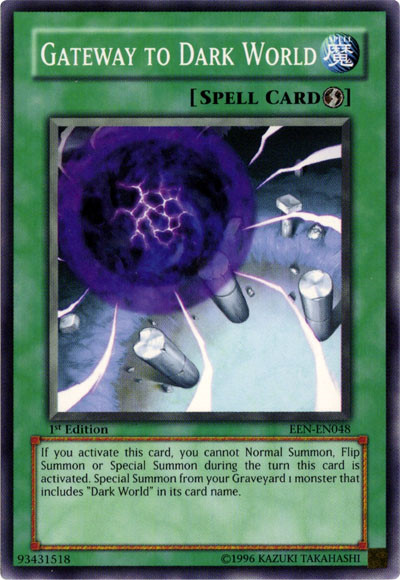 GATEWAY TO DARK WORLD 魔
[SPELL CARD]
1st Edition EEN-EN048
If you activate this card, you cannot Normal Summon, Flip
Summon or Special Summon during the turn this card is
activated. Special Summon from your Graveyard 1 monster that
includes "Dark World" in its card name.
93431518 ©1996 KAZUKI TAKAHASHI